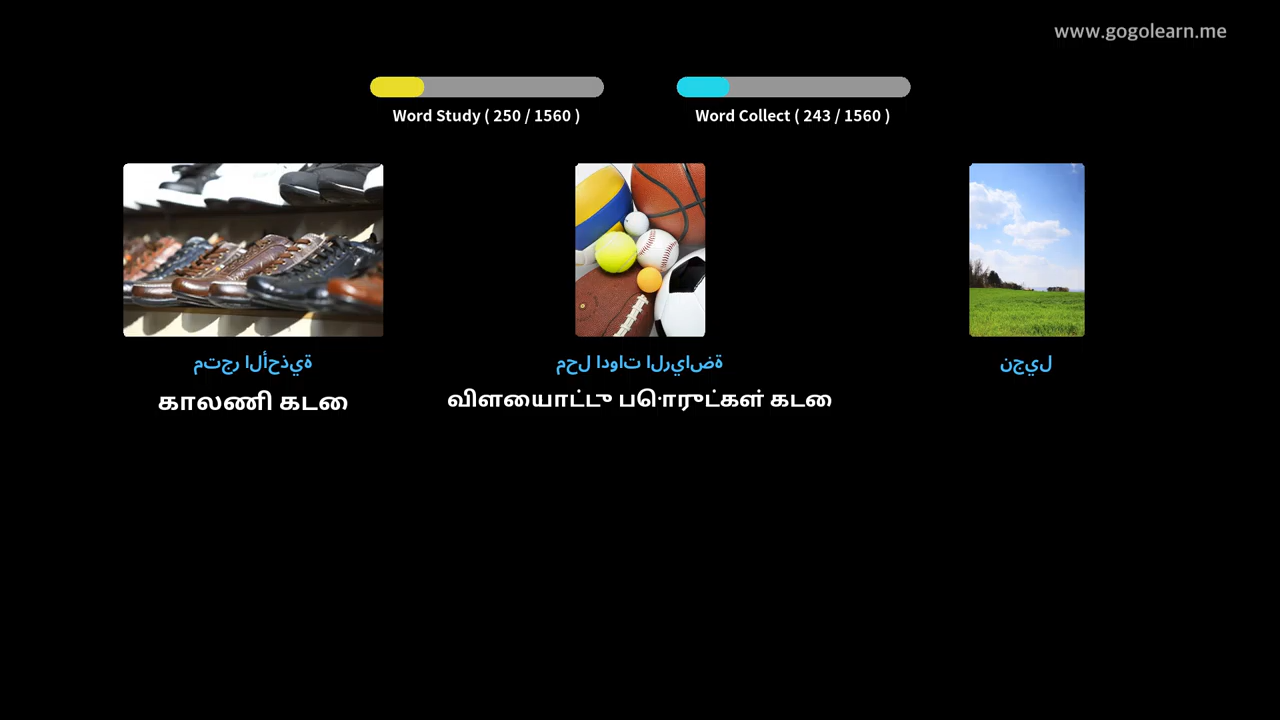 www.gogolearn.me
Word Study ( 250 / 1560 )
Word Collect ( 243 / 1560 )
متجر الأحذية
محل ادوات الرياضة
نجيل
காலணி கடை
விளையாட்டு பொருட்கள் கடை